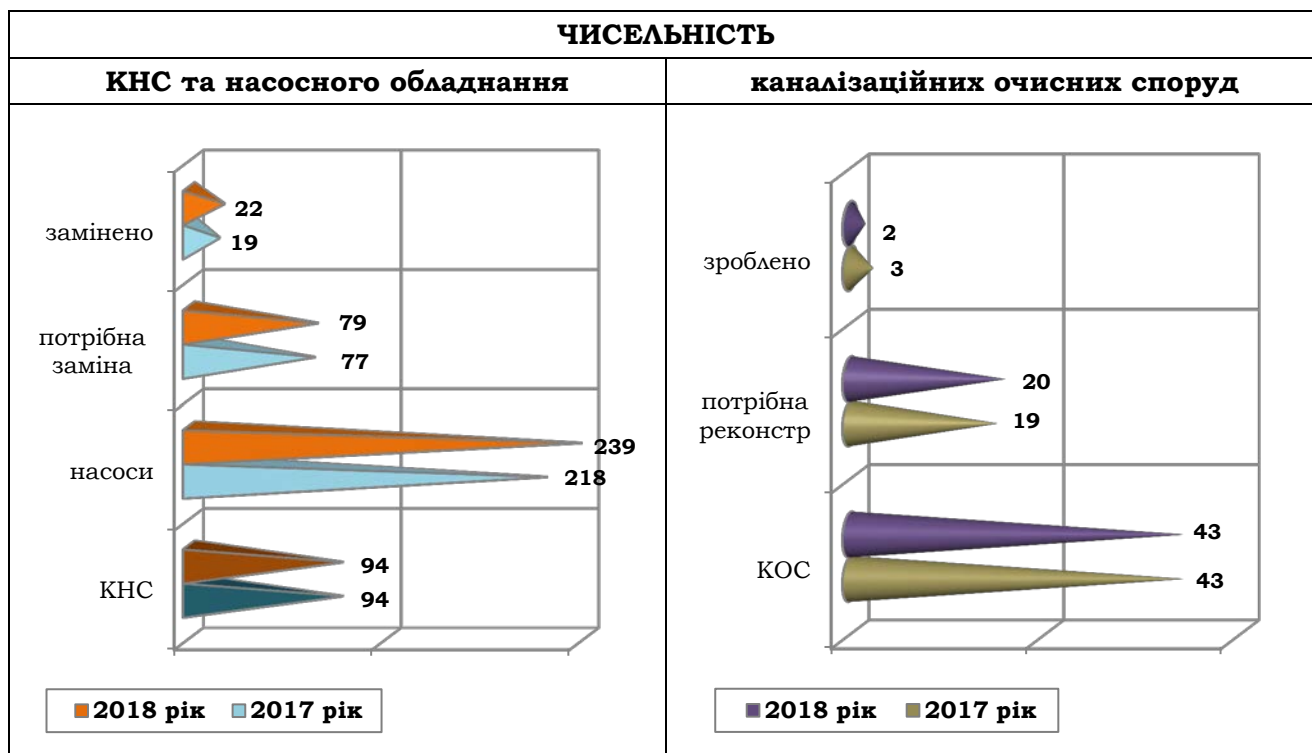 ЧИСЕЛЬНІСТЬ
КНС та насосного обладнання
замінено
22
19
потрібна
заміна
79
77
насоси
239
218
КНС
94
94
2018 рік 2017 рік
каналізаційних очисних споруд
зроблено
2
3
потрібна
реконстр
20
19
КОС
43
43
2018 рік 2017 рік